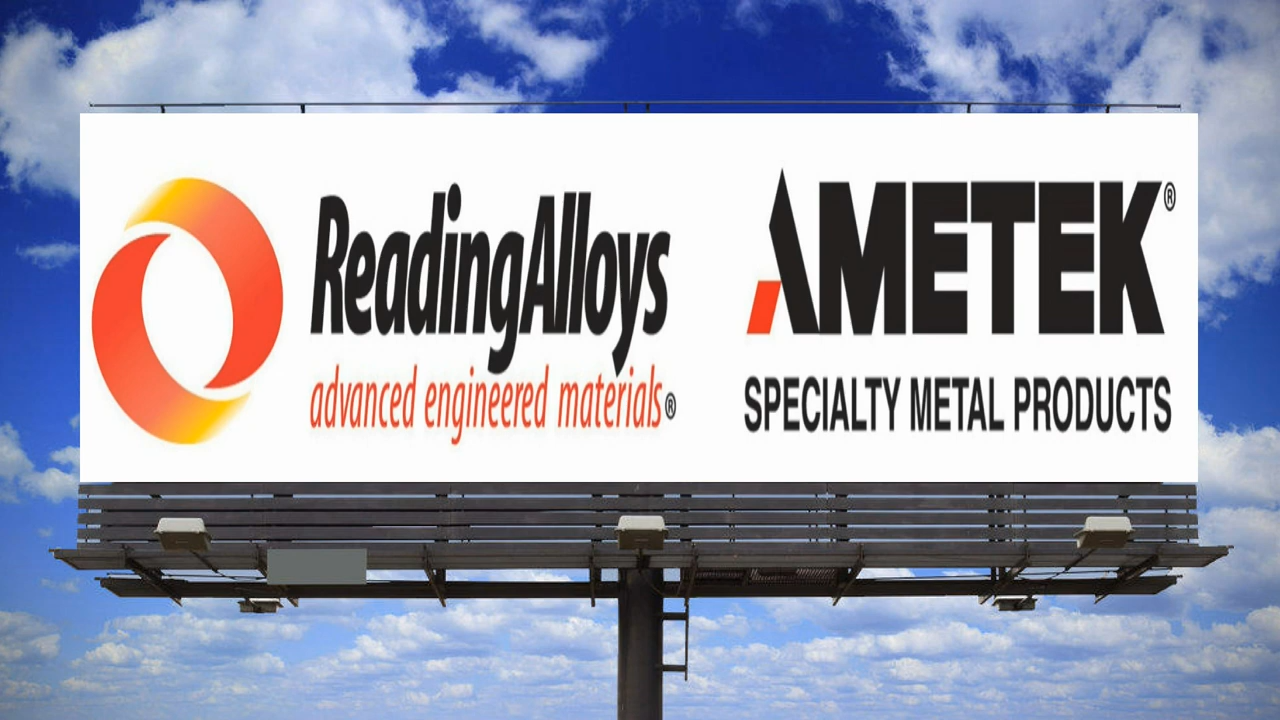 ReadingAlloys
advanced engineered materials®
AMETEK®
SPECIALTY METAL PRODUCTS